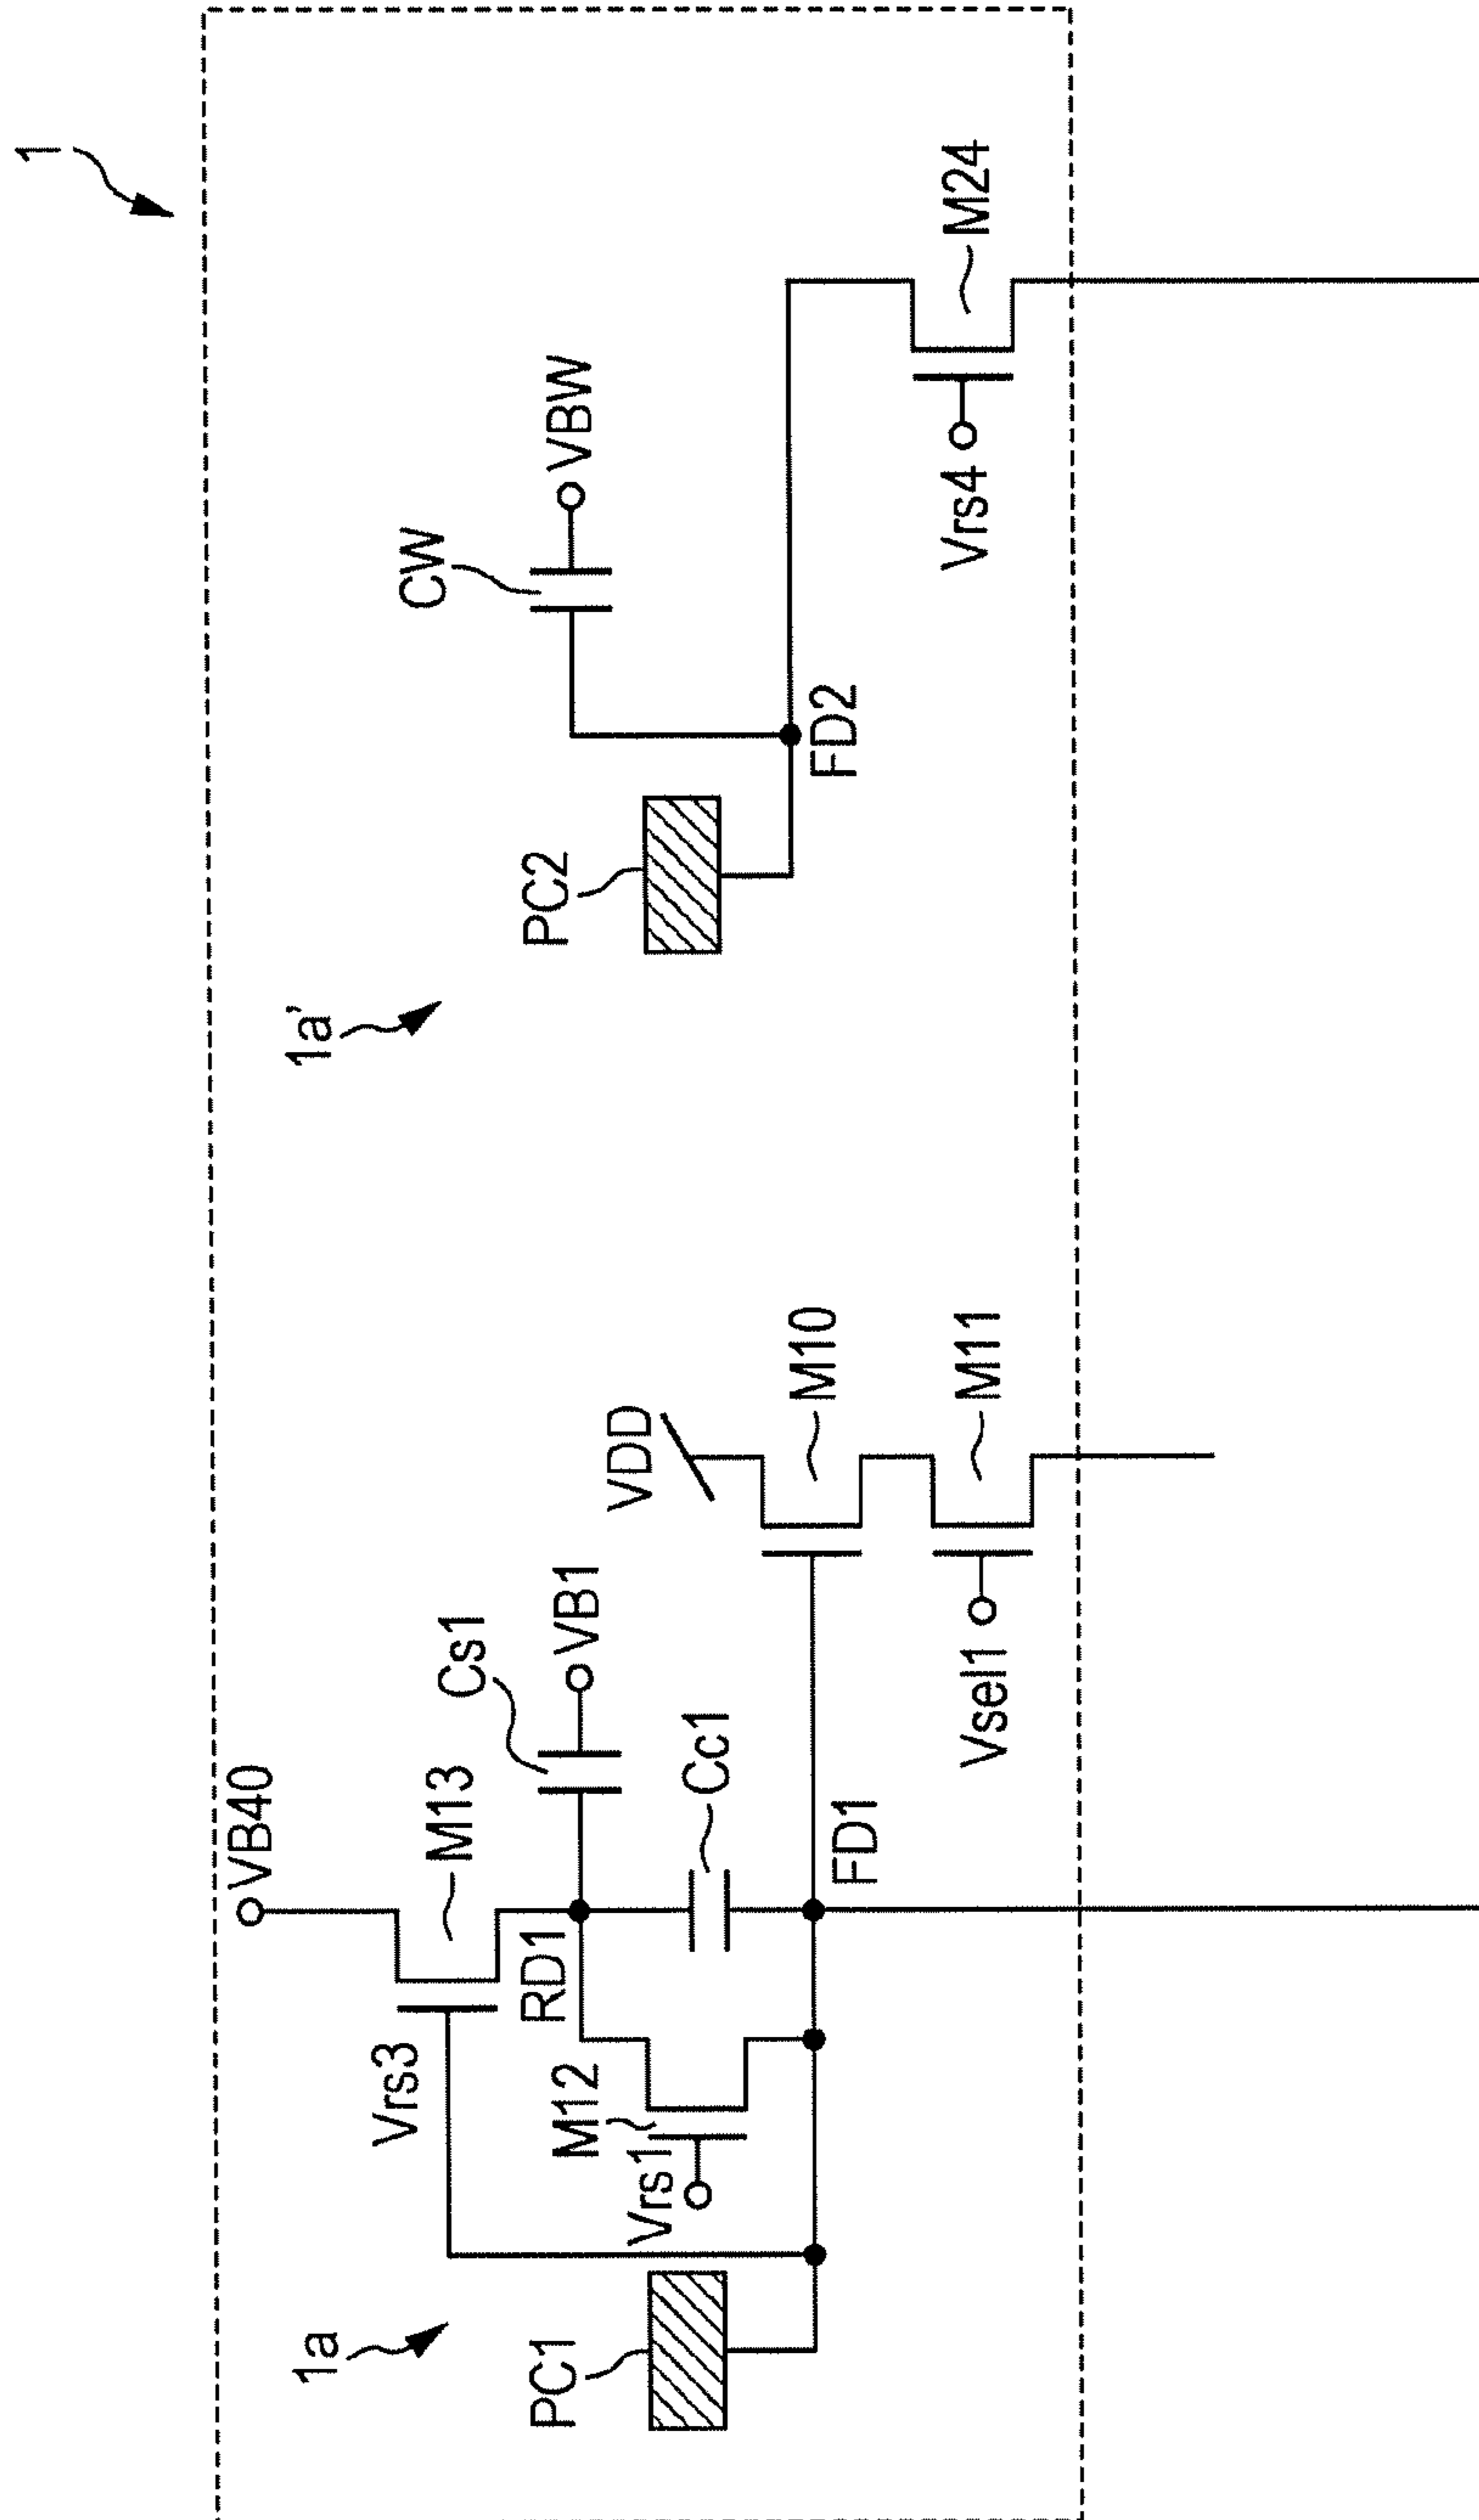 1
1a
1a'
VB40
Vrs3
M13
Cs1
VB1
RD1
M12
Vrs1
Cc1
PC1
FD1
VDD
M10
M11
Vsel1
PC2
CW
VBW
FD2
Vrs4
M24